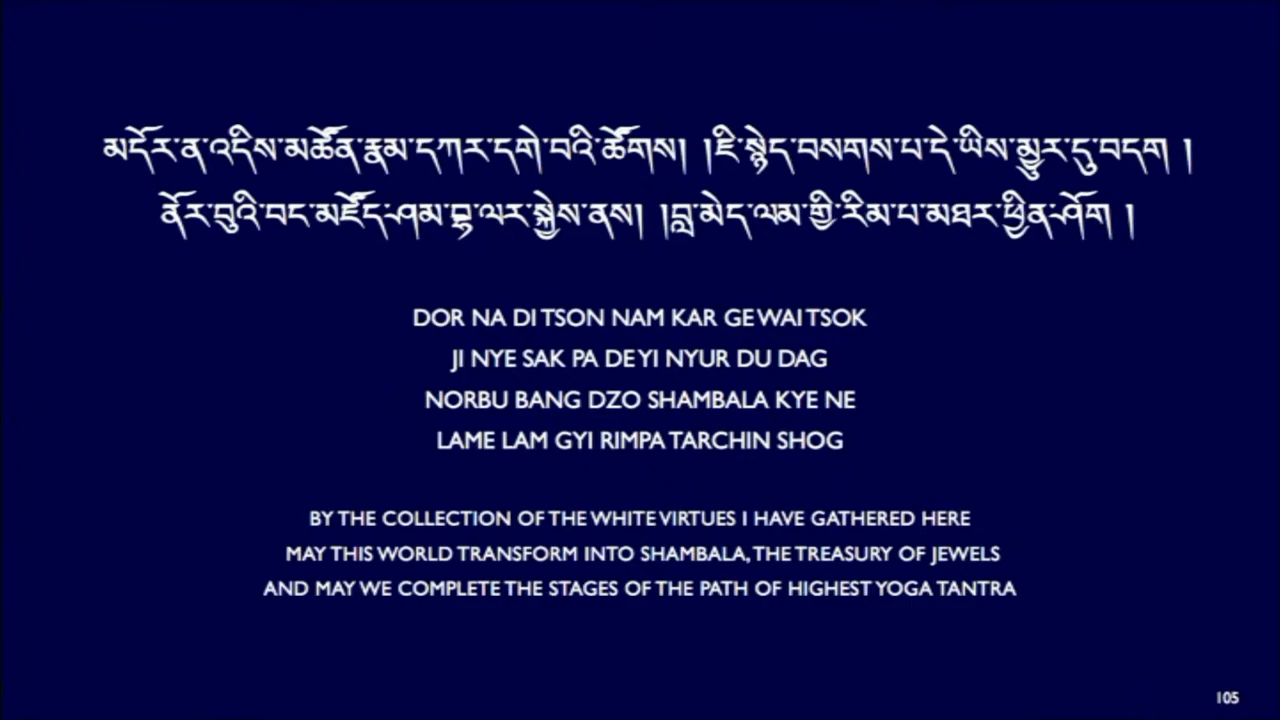 མདོར་ན་འདིས་མཚོན་རྣམ་དཀར་དགེ་བའི་ཚོགས། །ཇི་སྙེད་བསགས་པ་དེ་ཡིས་མྱུར་དུ་བདག །
ནོར་བུའི་བང་མཛོད་ཤམ་བྷ་ལར་སྐྱེས་ནས། །བླ་མེད་ལམ་གྱི་རིམ་པ་མཐར་ཕྱིན་ཤོག །
DOR NA DI TSON NAM KAR GE WAI TSOK
JI NYE SAK PA DE YI NYUR DU DAG
NORBU BANG DZO SHAMBALA KYE NE
LAME LAM GYI RIMPA TARCHIN SHOG
BY THE COLLECTION OF THE WHITE VIRTUES I HAVE GATHERED HERE
MAY THIS WORLD TRANSFORM INTO SHAMBALA, THE TREASURY OF JEWELS
AND MAY WE COMPLETE THE STAGES OF THE PATH OF HIGHEST YOGA TANTRA
105